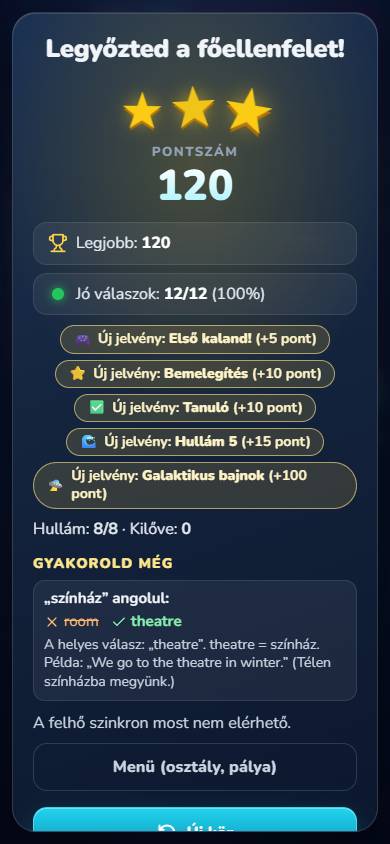 Legyőzted a főellenfelet!
PONTSZÁM
120
Legjobb: 120
Jó válaszok: 12/12 (100%)
Új jelvény: Első kaland! (+5 pont)
Új jelvény: Bemelegítés (+10 pont)
Új jelvény: Tanuló (+10 pont)
Új jelvény: Hullám 5 (+15 pont)
Új jelvény: Galaktikus bajnok (+100
pont)
Hullám: 8/8 · Kilőve: 0
GYAKOROLD MÉG
„színház” angolul:
room theatre
A helyes válasz: „theatre”. theatre = színház.
Példa: „We go to the theatre in winter.” (Télen
színházba megyünk.)
A felhő szinkron most nem elérhető.
Menü (osztály, pálya)